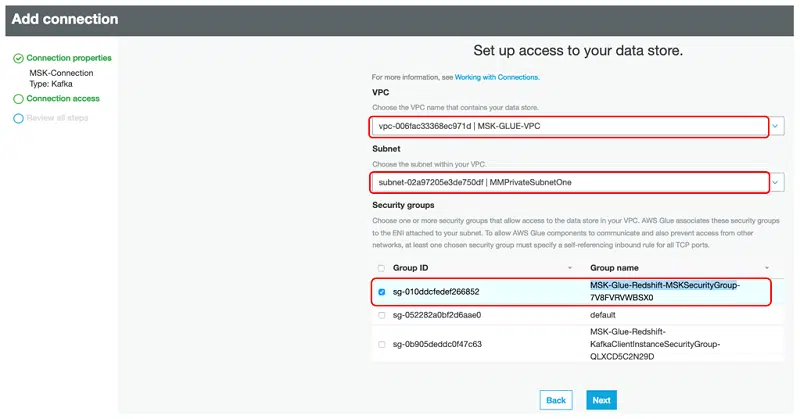 Add connection
Connection properties
MSK-Connection
Type: Kafka
Connection access
Review all steps
Set up access to your data store.
For more information, see Working with Connections.
VPC
Choose the VPC name that contains your data store.
vpc-006fac33368ec971d | MSK-GLUE-VPC
Subnet
Choose the subnet within your VPC.
subnet-02a97205e3de750df | MMPrivateSubnetOne
Security groups
Choose one or more security groups that allow access to the data store in your VPC. AWS Glue associates these security groups
to the ENI attached to your subnet. To allow AWS Glue components to communicate and also prevent access from other
networks, at least one chosen security group must specify a self-referencing inbound rule for all TCP ports.
Group ID Group name
sg-010ddcfedef266852 MSK-Glue-Redshift-MSKSecurityGroup-
7V8FVRVWBSX0
sg-052282a0bf2d6aae0 default
MSK-Glue-Redshift-
sg-0b905deddc0f47c63 KafkaClientInstanceSecurityGroup-
QLXCD5C2N29D
Back Next